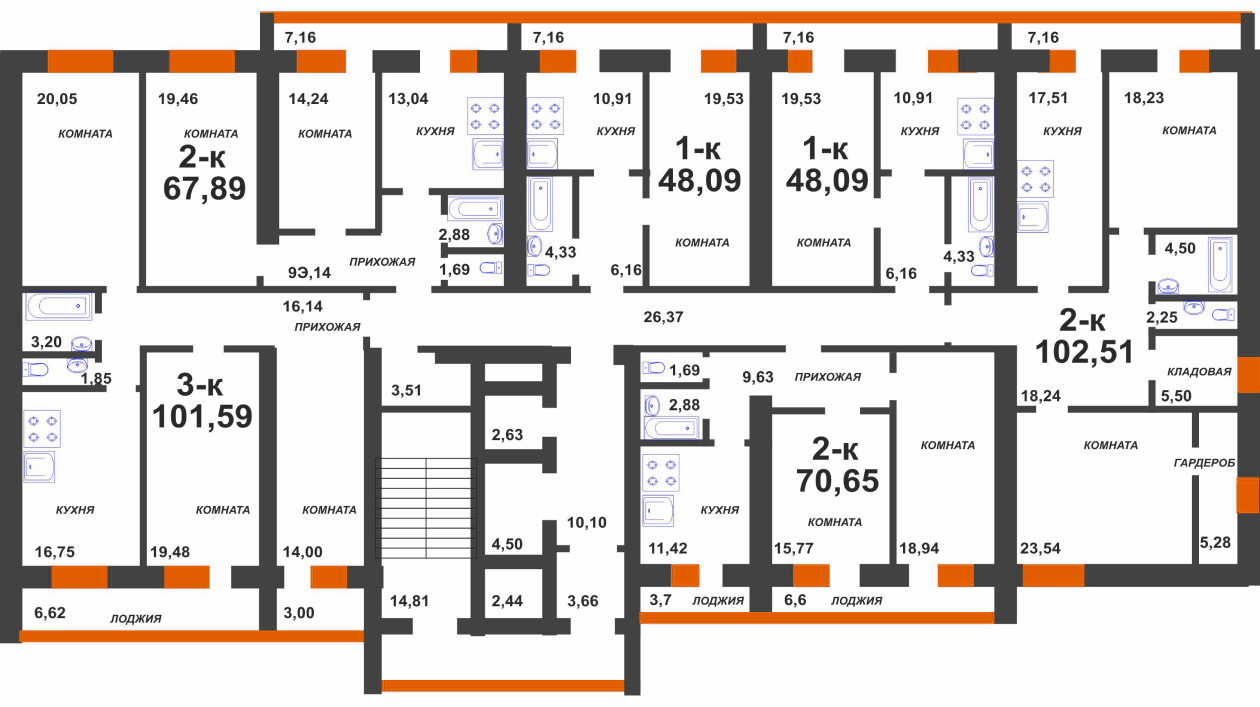 7,16
7,16
7,16
7,16
20,05
КОМНАТА
19,46
КОМНАТА
2-к
67,89
14,24
КОМНАТА
13,04
КУХНЯ
2,88
1,69
ПРИХОЖАЯ
9Э,14
10,91
КУХНЯ
4,33
6,16
19,53
1-к
48,09
КОМНАТА
19,53
1-к
48,09
КОМНАТА
10,91
КУХНЯ
4,33
6,16
17,51
КУХНЯ
18,23
КОМНАТА
4,50
2,25
2-к
102,51
КЛАДОВАЯ
5,50
18,24
16,14
ПРИХОЖАЯ
26,37
3,20
1,85
3-к
101,59
3,51
2,63
1,69
2,88
9,63
ПРИХОЖАЯ
КУХНЯ
16,75
КОМНАТА
19,48
КОМНАТА
14,00
4,50
10,10
КУХНЯ
11,42
2-к
70,65
КОМНАТА
15,77
КОМНАТА
18,94
КОМНАТА
23,54
ГАРДЕРОБ
5,28
6,62
ЛОДЖИЯ
3,00
14,81
2,44
3,66
3,7
ЛОДЖИЯ
6,6
ЛОДЖИЯ